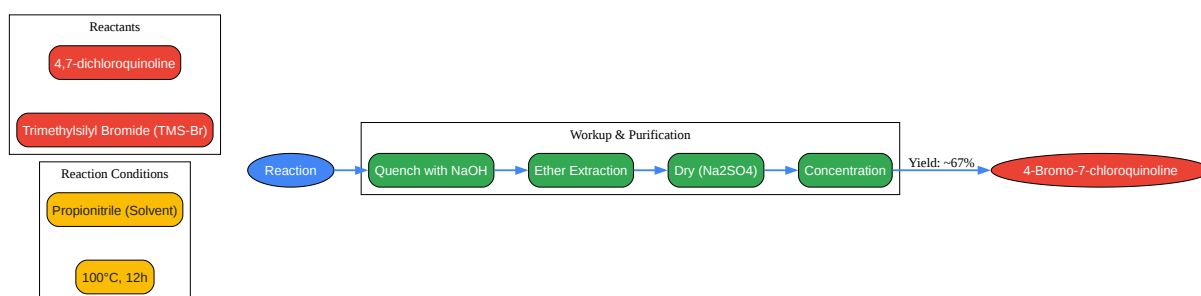 Reactants
4,7-dichloroquinoline
Trimethylsilyl Bromide (TMS-Br)
Reaction Conditions
Propionitrile (Solvent)
100°C, 12h
Reaction
Workup & Purification
Quench with NaOH
Ether Extraction
Dry (Na2SO4)
Concentration
Yield: ~67%
4-Bromo-7-chloroquinoline